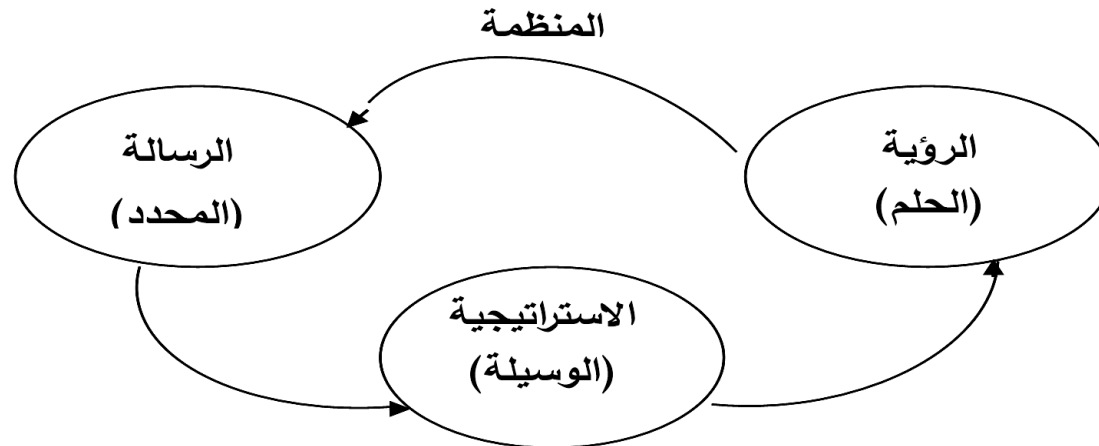 المنظمة
الرؤية
(الحلم)
الرسالة
(المحدد)
الاستراتيجية
(الوسيلة)